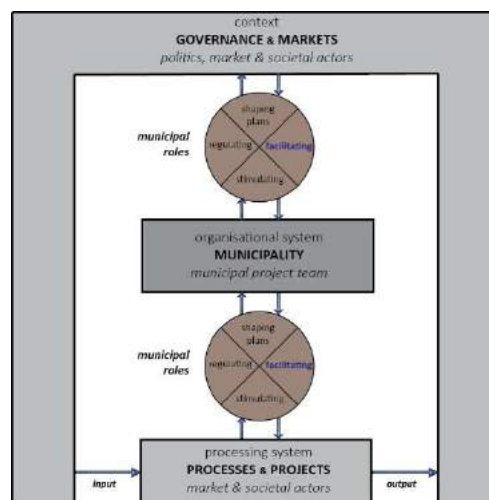 context
GOVERNANCE & MARKETS
politics, market & societal actors
shaping
plans
municipal
roles
regulating
facilitating
stimulating
organisational system
MUNICIPALITY
municipal project team
shaping
plans
municipal
roles
regulating
facilitating
stimulating
processing system
PROCESSES & PROJECTS
market & societal actors
input
output